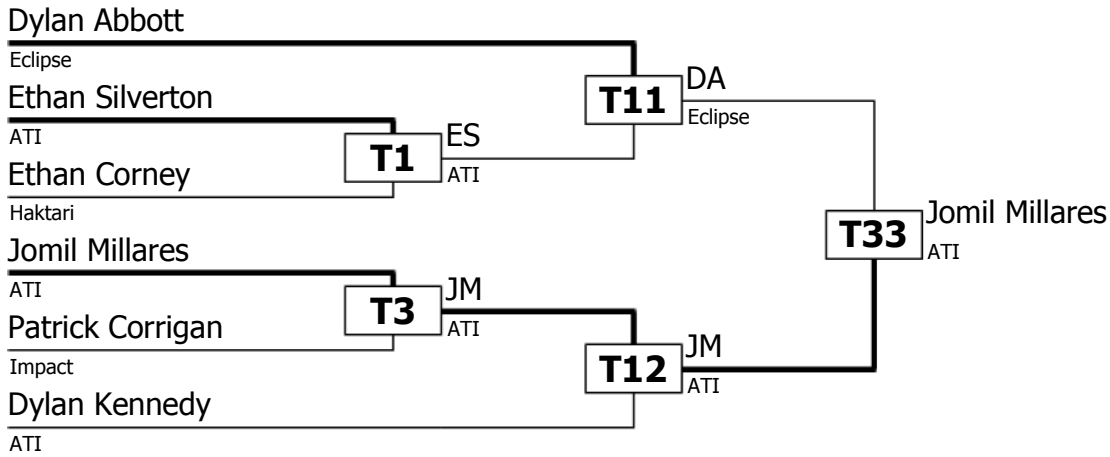 Dylan Abbott
Eclipse
T11
DA
Eclipse
Ethan Silverton
ATI
T1
ES
ATI
Ethan Corney
Haktari
T33
Jomil Millares
ATI
Jomil Millares
ATI
T3
JM
ATI
Patrick Corrigan
Impact
T12
JM
ATI
Dylan Kennedy
ATI